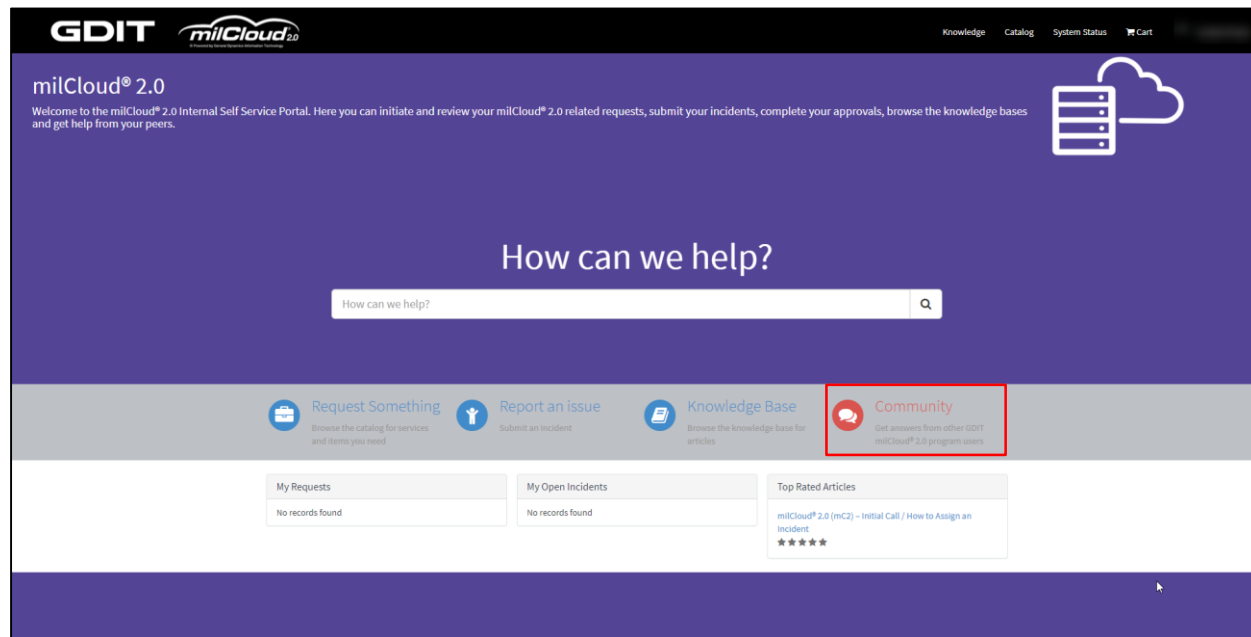 GDIT milCloud® 2.0
® Powered by General Dynamics Information Technology
Knowledge Catalog System Status Cart
milCloud® 2.0
Welcome to the milCloud® 2.0 Internal Self Service Portal. Here you can initiate and review your milCloud® 2.0 related requests, submit your incidents, complete your approvals, browse the knowledge bases
and get help from your peers.
How can we help?
How can we help?
Request Something
Browse the catalog for services
and items you need
Report an issue
Submit an incident
Knowledge Base
Browse the knowledge base for
articles
Community
Get answers from other GDIT
milCloud® 2.0 program users
My Requests
No records found
My Open Incidents
No records found
Top Rated Articles
milCloud® 2.0 (mC2) – Initial Call / How to Assign an
Incident